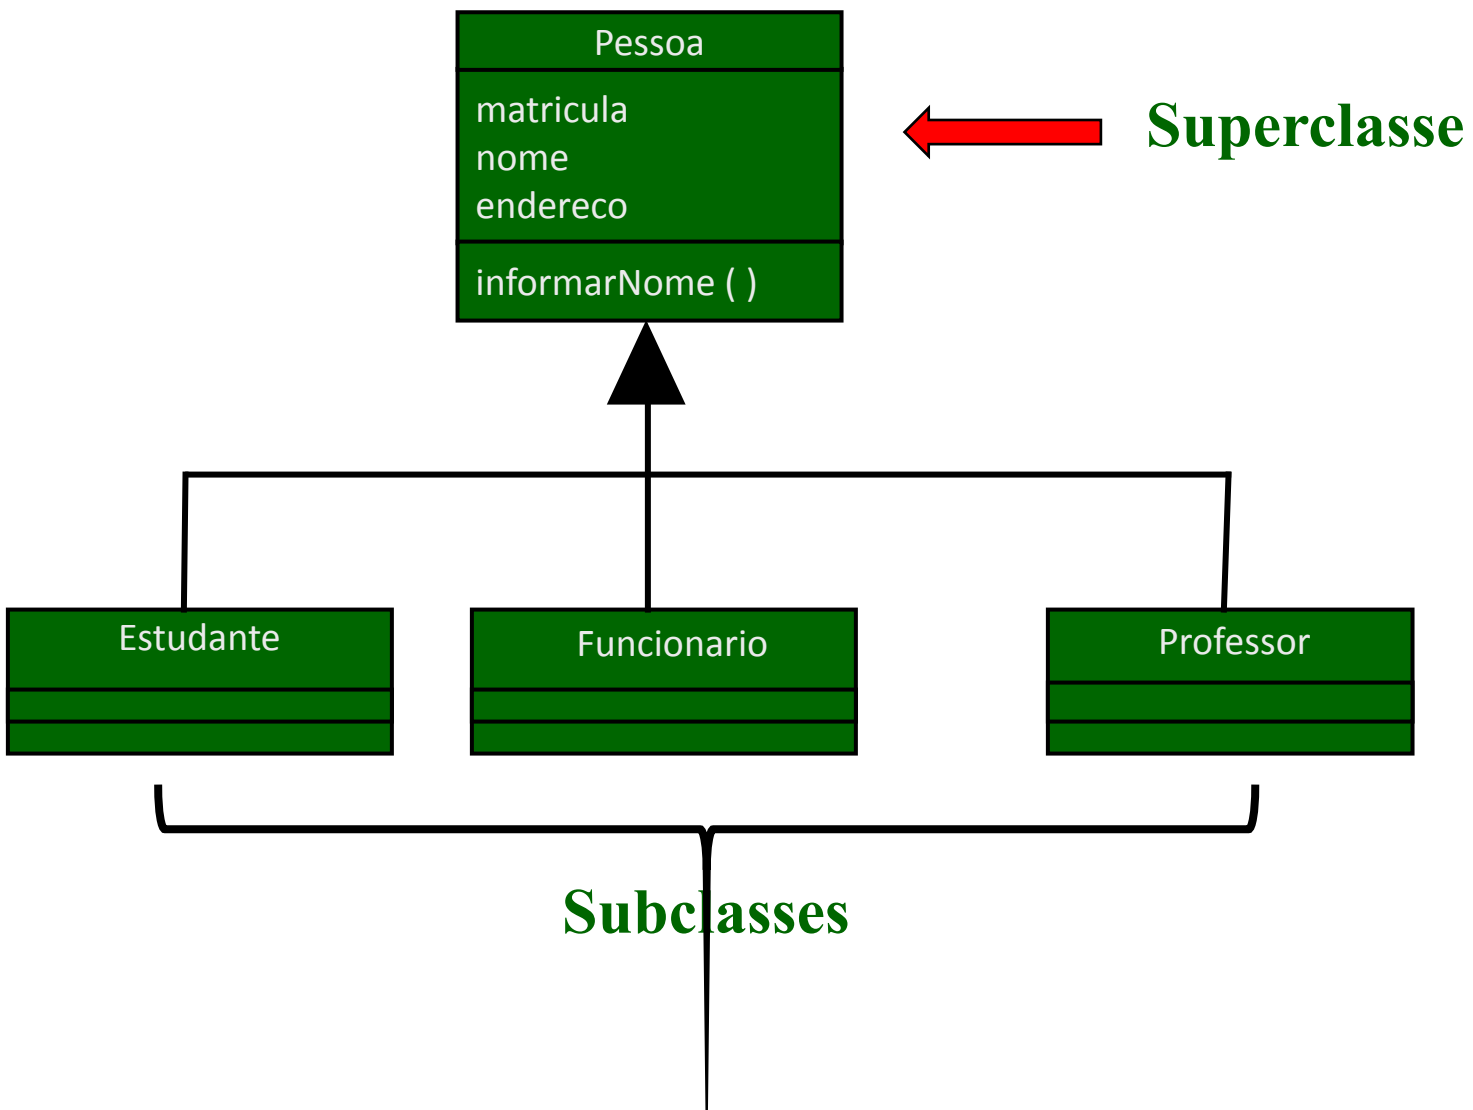 Pessoa
matricula
nome
endereco
informarNome ( )
Superclasse
Estudante
Funcionario
Professor
Subclasses